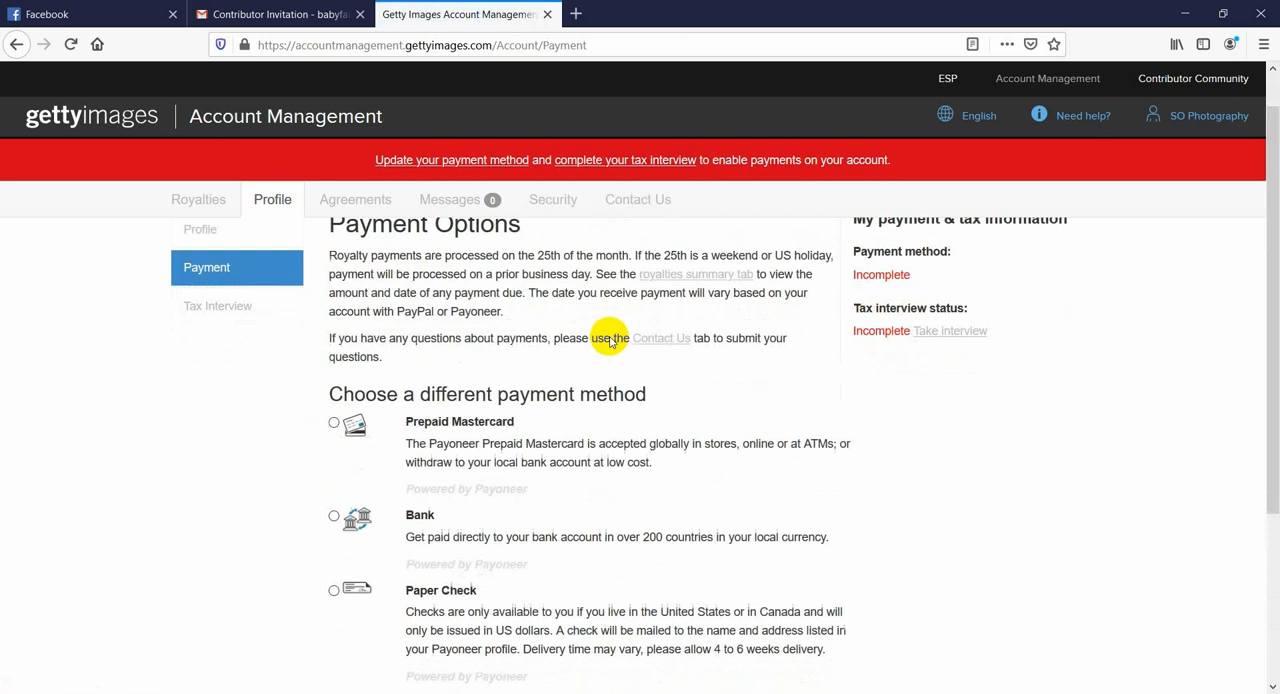 Facebook
Contributor Invitation - babyfa
Getty Images Account Management
https://accountmanagement.gettyimages.com/Account/Payment
ESP
Account Management
Contributor Community
gettyimages
Account Management
English
Need help?
SO Photography
Update your payment method and complete your tax interview to enable payments on your account.
Royalties
Profile
Agreements
Messages 0
Security
Contact Us
Profile
Payment
Tax Interview
Payment Options
Royalty payments are processed on the 25th of the month. If the 25th is a weekend or US holiday,
payment will be processed on a prior business day. See the royalties summary tab to view the
amount and date of any payment due. The date you receive payment will vary based on your
account with PayPal or Payoneer.
If you have any questions about payments, please use the Contact Us tab to submit your
questions.
Choose a different payment method
Prepaid Mastercard
The Payoneer Prepaid Mastercard is accepted globally in stores, online or at ATMs; or
withdraw to your local bank account at low cost.
Powered by Payoneer
Bank
Get paid directly to your bank account in over 200 countries in your local currency.
Powered by Payoneer
Paper Check
Checks are only available to you if you live in the United States or in Canada and will
only be issued in US dollars. A check will be mailed to the name and address listed in
your Payoneer profile. Delivery time may vary, please allow 4 to 6 weeks delivery.
Powered by Payoneer
My payment & tax information
Payment method:
Incomplete
Tax interview status:
Incomplete Take interview